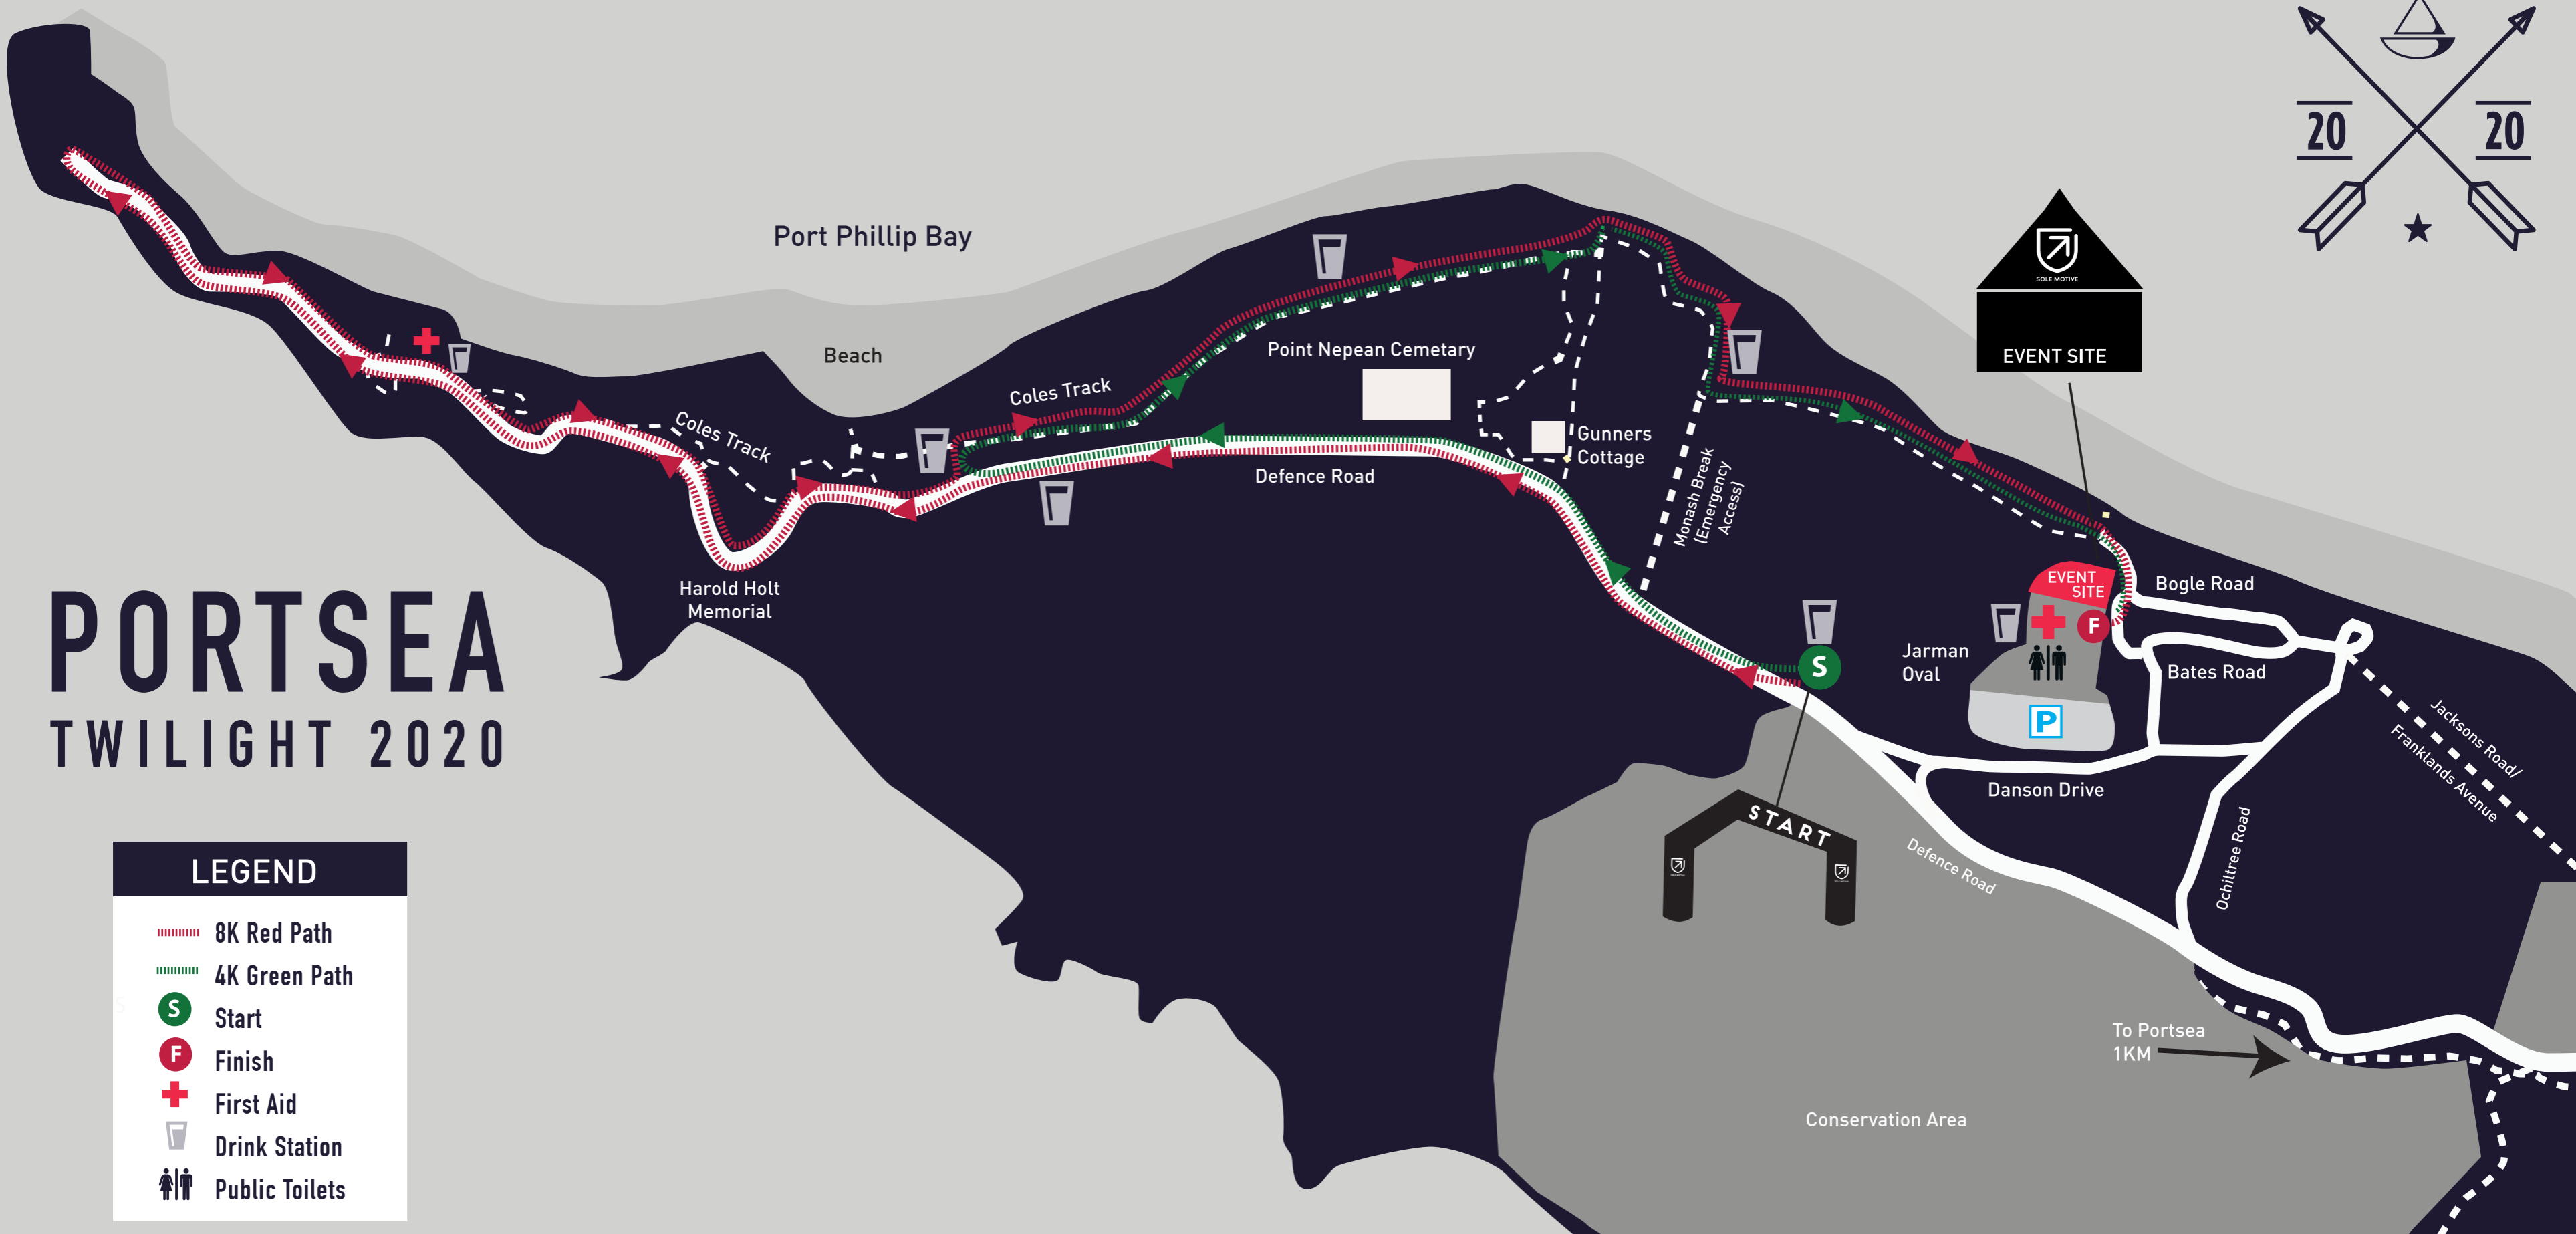 20
20
SOLE MOTIVE
EVENT SITE
Port Phillip Bay
Beach
Coles Track
Coles Track
Point Nepean Cemetary
Gunners
Cottage
Defence Road
Monash Break
(Emergency
Access)
Harold Holt
Memorial
EVENT
SITE
F
S
Jarman
Oval
P
Bogle Road
Bates Road
Jacksons Road/
Franklands Avenue
Danson Drive
Defence Road
Ochiltree Road
START
To Portsea
1KM
Conservation Area
PORTSEA
TWILIGHT 2020
LEGEND
8K Red Path
4K Green Path
S Start
F Finish
First Aid
Drink Station
Public Toilets